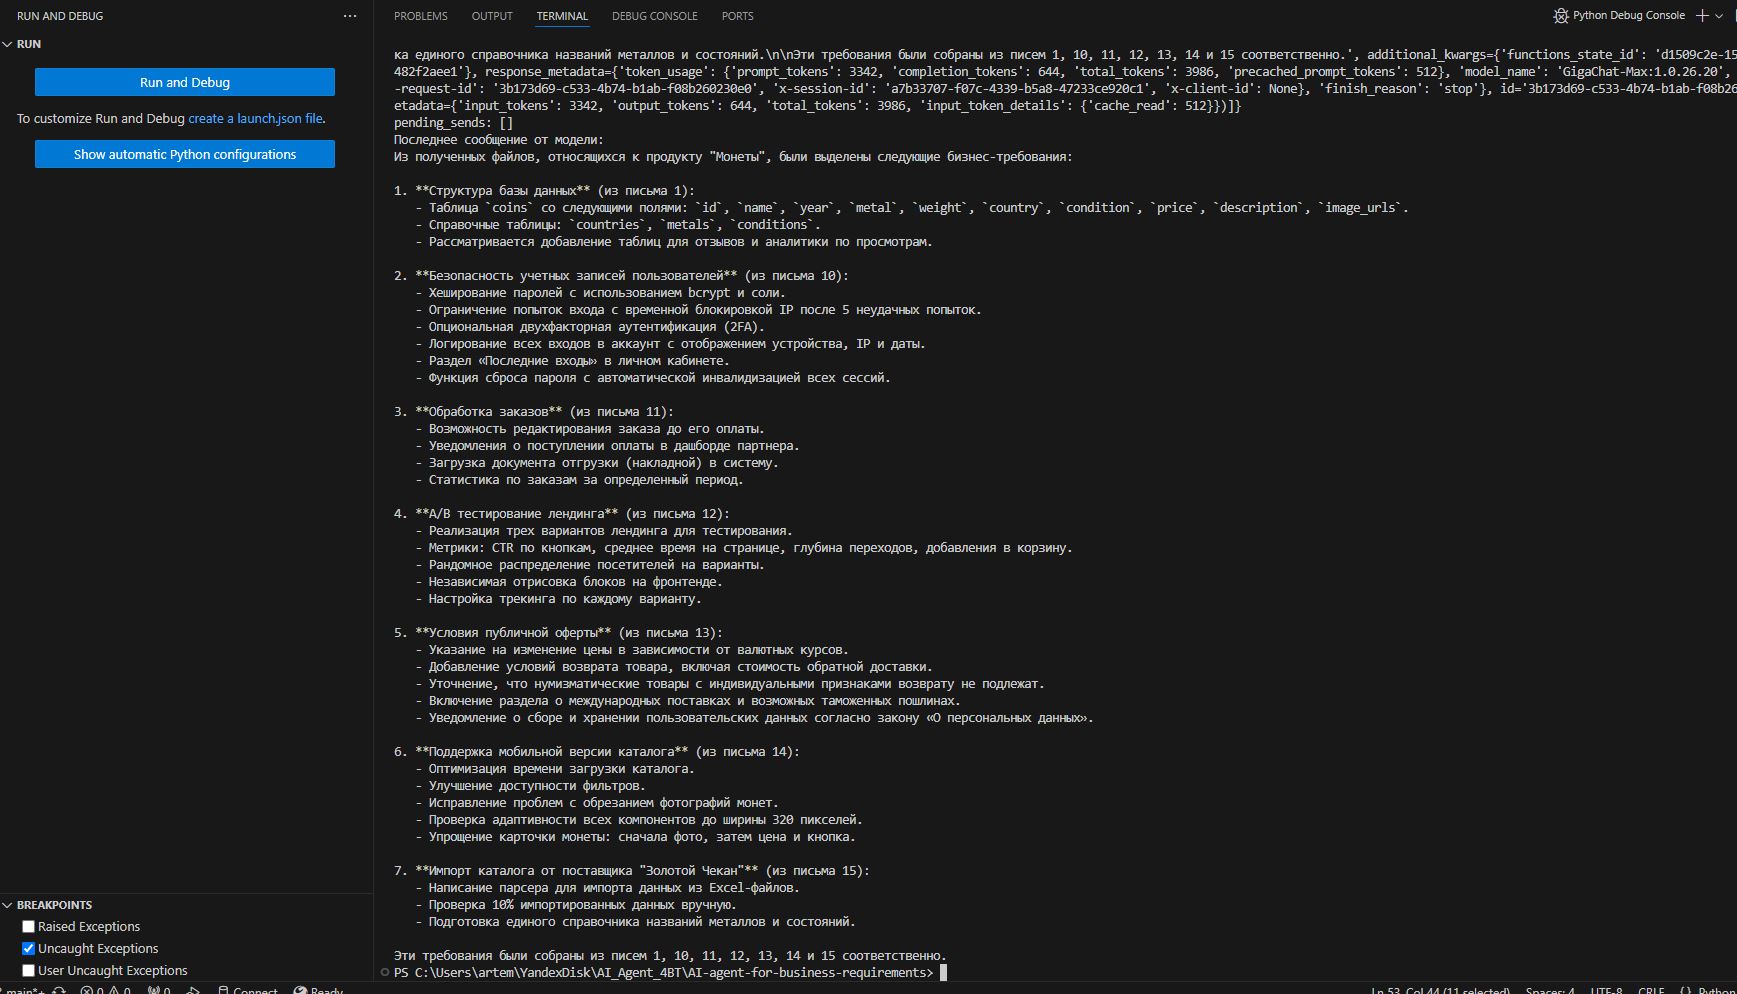 RUN AND DEBUG
RUN
Run and Debug
To customize Run and Debug create a launch.json file.
Show automatic Python configurations
BREAKPOINTS
Raised Exceptions
Uncaught Exceptions
User Uncaught Exceptions
PROBLEMS OUTPUT TERMINAL DEBUG CONSOLE PORTS
Python Debug Console
ка единого справочника названий металлов и состояний.\n\nЭти требования были собраны из писем 1, 10, 11, 12, 13, 14 и 15 соответственно.', additional_kwargs={'functions_state_id': 'd1509c2e-15
482f2aee1'}, response_metadata={'token_usage': {'prompt_tokens': 3342, 'completion_tokens': 644, 'total_tokens': 3986, 'precached_prompt_tokens': 512}, 'model_name': 'GigaChat-Max:1.0.26.20',
-request-id': '3b173d69-c533-4b74-b1ab-f08b260230e0', 'x-session-id': 'a7b33707-f07c-4339-b5a8-47233ce920c1', 'x-client-id': None}, 'finish_reason': 'stop'}, id='3b173d69-c533-4b74-b1ab-f08b26
etadata={'input_tokens': 3342, 'output_tokens': 644, 'total_tokens': 3986, 'input_token_details': {'cache_read': 512}})]}
pending_sends: []
Последнее сообщение от модели:
Из полученных файлов, относящихся к продукту "Монеты", были выделены следующие бизнес-требования:
1. **Структура базы данных** (из письма 1):
- Таблица `coins` со следующими полями: `id`, `name`, `year`, `metal`, `weight`, `country`, `condition`, `price`, `description`, `image_urls`.
- Справочные таблицы: `countries`, `metals`, `conditions`.
- Рассматривается добавление таблиц для отзывов и аналитики по просмотрам.
2. **Безопасность учетных записей пользователей** (из письма 10):
- Хеширование паролей с использованием bcrypt и соли.
- Ограничение попыток входа с временной блокировкой IP после 5 неудачных попыток.
- Опциональная двухфакторная аутентификация (2FA).
- Логирование всех входов в аккаунт с отображением устройства, IP и даты.
- Раздел «Последние входы» в личном кабинете.
- Функция сброса пароля с автоматической инвалидизацией всех сессий.
3. **Обработка заказов** (из письма 11):
- Возможность редактирования заказа до его оплаты.
- Уведомления о поступлении оплаты в дашборде партнера.
- Загрузка документа отгрузки (накладной) в систему.
- Статистика по заказам за определенный период.
4. **A/B тестирование лендинга** (из письма 12):
- Реализация трех вариантов лендинга для тестирования.
- Метрики: CTR по кнопкам, среднее время на странице, глубина переходов, добавления в корзину.
- Рандомное распределение посетителей на варианты.
- Независимая отрисовка блоков на фронтенде.
- Настройка трекинга по каждому варианту.
5. **Условия публичной оферты** (из письма 13):
- Указание на изменение цены в зависимости от валютных курсов.
- Добавление условий возврата товара, включая стоимость обратной доставки.
- Уточнение, что нумизматические товары с индивидуальными признаками возврату не подлежат.
- Включение раздела о международных поставках и возможных таможенных пошлинах.
- Уведомление о сборе и хранении пользовательских данных согласно закону «О персональных данных».
6. **Поддержка мобильной версии каталога** (из письма 14):
- Оптимизация времени загрузки каталога.
- Улучшение доступности фильтров.
- Исправление проблем с обрезанием фотографий монет.
- Проверка адаптивности всех компонентов до ширины 320 пикселей.
- Упрощение карточки монеты: сначала фото, затем цена и кнопка.
7. **Импорт каталога от поставщика "Золотой Чекан"** (из письма 15):
- Написание парсера для импорта данных из Excel-файлов.
- Проверка 10% импортированных данных вручную.
- Подготовка единого справочника названий металлов и состояний.
Эти требования были собраны из писем 1, 10, 11, 12, 13, 14 и 15 соответственно.
PS C:\Users\artem\YandexDisk\AI_Agent_4BT\AI-agent-for-business-requirements>
main*+ 0 0 0 Connect Ready Ln 53, Col 44 (11 selected) Spaces: 4 UTF-8 CRLF {} Python